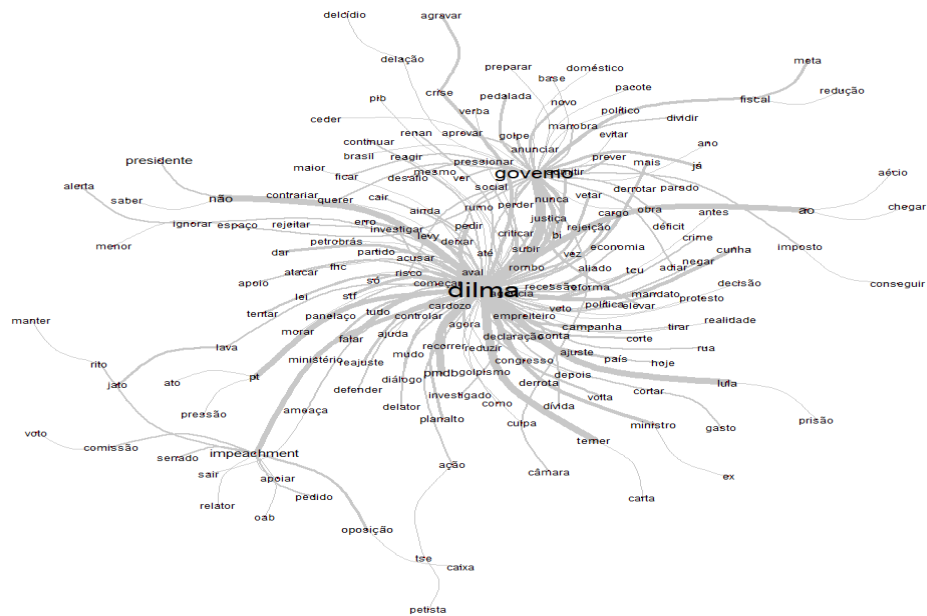 delcídio
agravar
delação
preparar
doméstico
base
meta
crise
pib
pedalada
pacote
novo
fiscal
redução
verba
político
ceder
marrobra
dividir
renan
aprevar
golpe
evitar
continuar
anunciar
ano
brasil
reagir
pressionar
prever
mais
já
presidente
maior
desafio
mesmo
ver
governo
admitir
aécio
alerta
ficar
social
derrotar
parado
saber
não
contrariar
querer
cair
ainda
rumo
perder
nunca
vetar
cargo
obra
antes
ao
chegar
ignorar
espaço
rejeitar
erro
investigar
levy
pedir
justiça
rejeição
déficit
crime
menor
petrobrás
deixar
até
criticar
bi
subir
economia
cunha
imposto
dar
partido
acusar
vez
negar
apoio
atacar
fhc
risco
aval
rombo
aliado
tcu
adiar
decisão
conseguir
só
começar
dilma
recessão
reforma
mandato
lei
stf
cardozo
política
elevar
protesto
manter
tentar
panelaço
tudo
controlar
agora
empreiteiro
veto
realidade
morar
falar
ajuda
declaração
conta
campanha
tirar
rito
lava
ministério
reajuste
mudo
recorrer
reduzir
corte
rua
jato
ato
pt
diálogo
pmdb
golpismo
congresso
ajuste
país
hoje
lula
defender
delator
investigado
derrota
depois
cortar
pressão
ameaça
planalto
como
dívida
volta
prisão
voto
culpa
ministro
gasto
comissão
serrado
impeachment
temer
ação
sair
apoiar
câmara
ex
relator
pedido
carta
oab
oposição
tse
caixa
petista